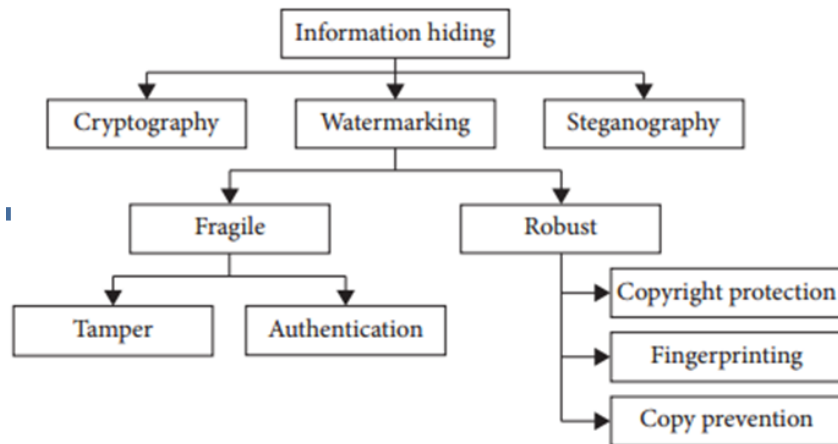 Information hiding
Cryptography
Watermarking
Steganography
Fragile
Robust
Copyright protection
Tamper
Authentication
Fingerprinting
Copy prevention